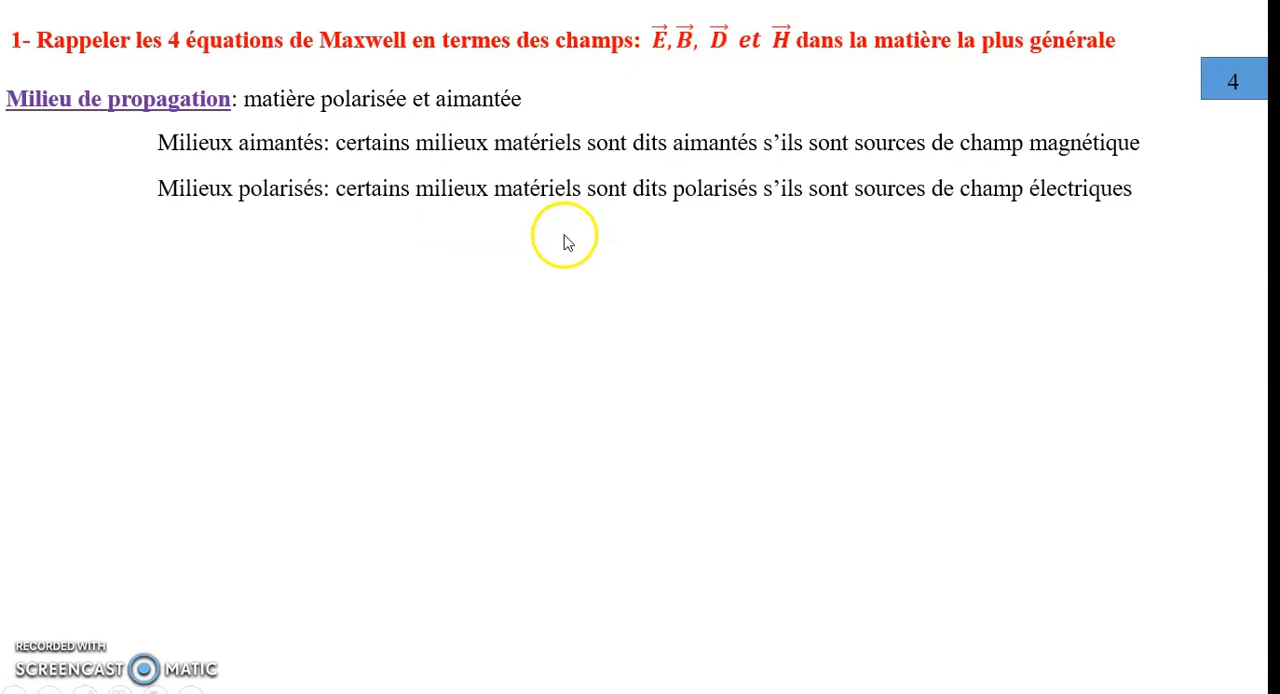 1- Rappeler les 4 équations de Maxwell en termes des champs: E⃗, B⃗, D⃗ et H⃗ dans la matière la plus générale
4
Milieu de propagation: matière polarisée et aimantée
Milieux aimantés: certains milieux matériels sont dits aimantés s’ils sont sources de champ magnétique
Milieux polarisés: certains milieux matériels sont dits polarisés s’ils sont sources de champ électriques
RECORDED WITH
SCREENCAST MATIC